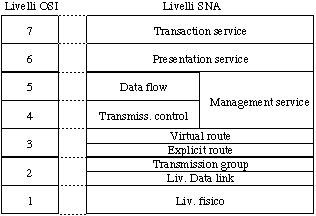 Livelli OSI Livelli SNA
7 Transaction service
6 Presentation service
5 Data flow
Management service
4 Transmiss. control
3 Virtual route
Explicit route
2 Transmission group
Liv. Data link
1 Liv. fisico